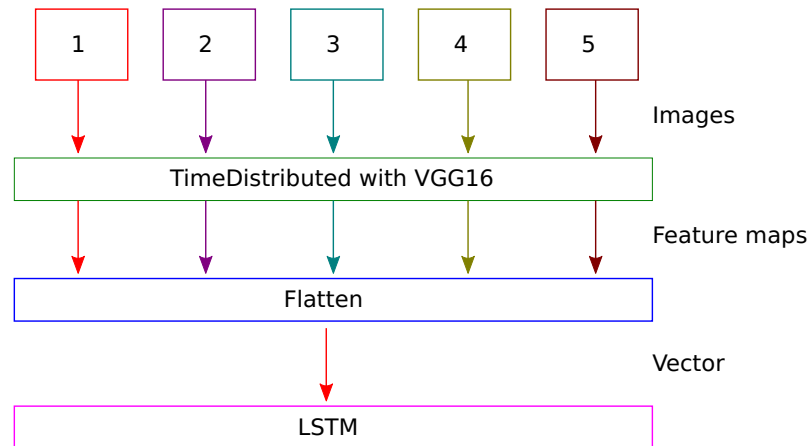 1 2 3 4 5
Images
TimeDistributed with VGG16
Feature maps
Flatten
Vector
LSTM